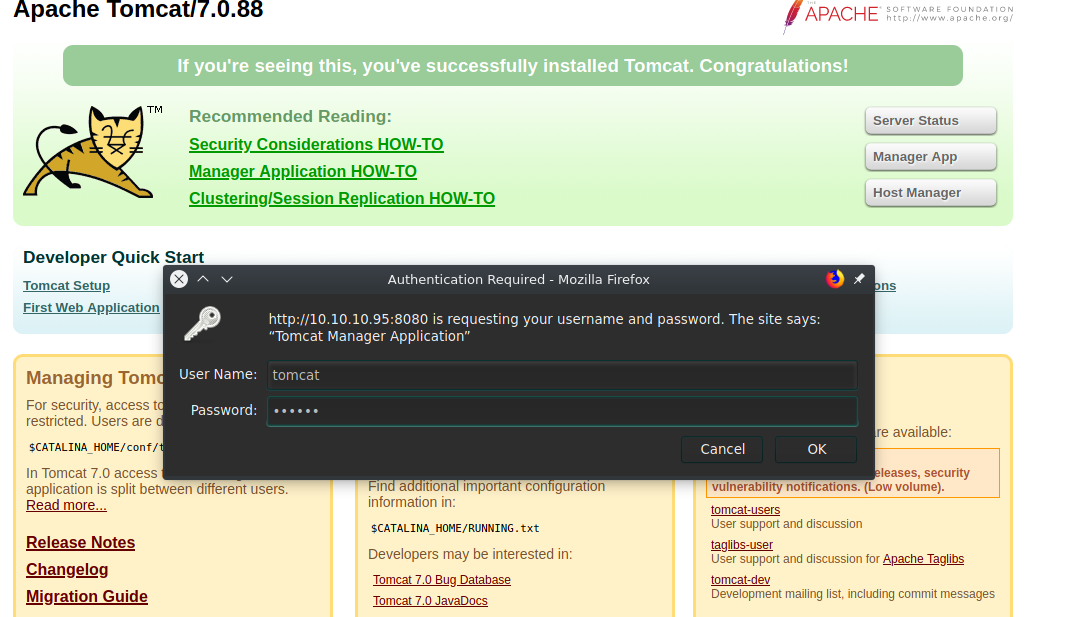 Apache Tomcat/7.0.88
APACHE SOFTWARE FOUNDATION
http://www.apache.org/
If you're seeing this, you've successfully installed Tomcat. Congratulations!
TM
Recommended Reading:
Security Considerations HOW-TO
Manager Application HOW-TO
Clustering/Session Replication HOW-TO
Server Status
Manager App
Host Manager
Developer Quick Start
Tomcat Setup
First Web Application
ons
Authentication Required - Mozilla Firefox
http://10.10.10.95:8080 is requesting your username and password. The site says:
“Tomcat Manager Application”
User Name: tomcat
Password: ••••••
Cancel OK
Managing Tomc
For security, access to
restricted. Users are d
$CATALINA_HOME/conf/t
In Tomcat 7.0 access t
application is split between different users.
Read more...
Release Notes
Changelog
Migration Guide
Find additional important configuration
information in:
$CATALINA_HOME/RUNNING.txt
Developers may be interested in:
Tomcat 7.0 Bug Database
Tomcat 7.0 JavaDocs
are available:
eleases, security
vulnerability notifications. (Low volume).
tomcat-users
User support and discussion
taglibs-user
User support and discussion for Apache Taglibs
tomcat-dev
Development mailing list, including commit messages